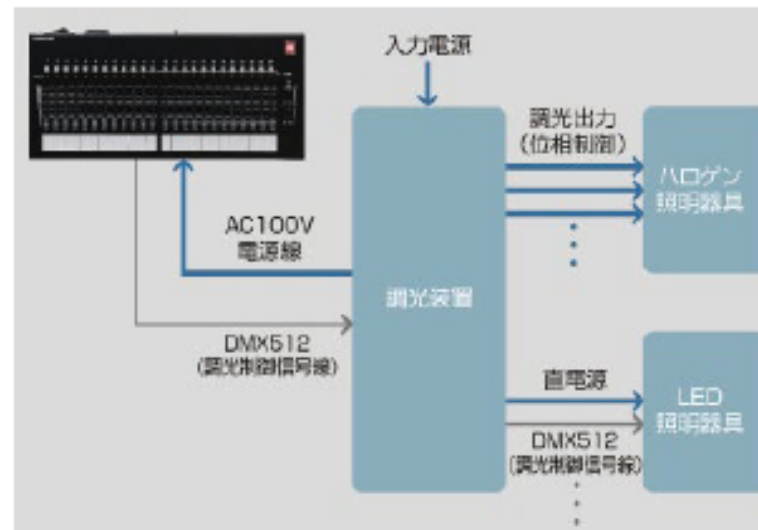 入力電源
調光出力
(位相制御)
ハロゲン
照明器具
AC100V
電源線
調光装置
DMX512
(調光制御信号線)
直電源
LED
照明器具
DMX512
(調光制御信号線)